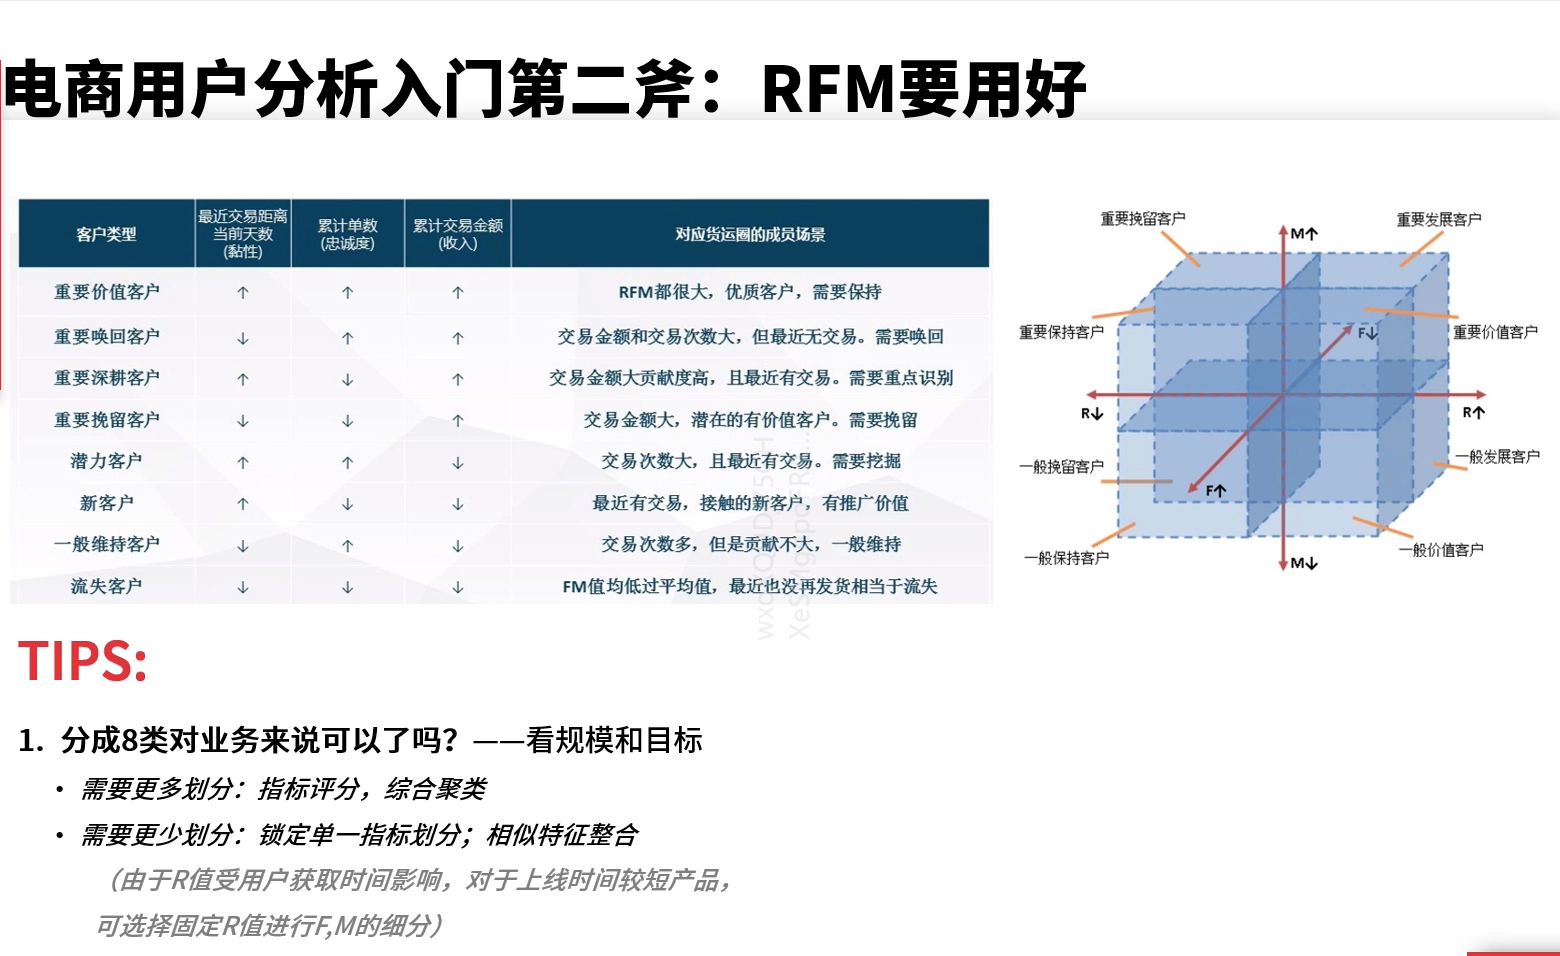 电商用户分析入门第二斧：RFM要用好
客户类型 最近交易距离当前天数(黏性) 累计单数(忠诚度) 累计交易金额(收入) 对应货运圈的成员场景
重要价值客户 ↑ ↑ ↑ RFM都很大，优质客户，需要保持
重要唤回客户 ↓ ↑ ↑ 交易金额和交易次数大，但最近无交易。需要唤回
重要深耕客户 ↑ ↓ ↑ 交易金额大贡献度高，且最近有交易。需要重点识别
重要挽留客户 ↓ ↓ ↑ 交易金额大，潜在的有价值客户。需要挽留
潜力客户 ↑ ↑ ↓ 交易次数大，且最近有交易。需要挖掘
新客户 ↑ ↓ ↓ 最近有交易，接触的新客户，有推广价值
一般维持客户 ↓ ↑ ↓ 交易次数多，但是贡献不大，一般维持
流失客户 ↓ ↓ ↓ FM值均低过平均值，最近也没再发货相当于流失
重要挽留客户
重要发展客户
M↑
重要保持客户
F↓
重要价值客户
R↓
R↑
一般挽留客户
一般发展客户
F↑
一般保持客户
一般价值客户
M↓
TIPS:
1. 分成8类对业务来说可以了吗？——看规模和目标
• 需要更多划分：指标评分，综合聚类
• 需要更少划分：锁定单一指标划分；相似特征整合
（由于R值受用户获取时间影响，对于上线时间较短产品，
可选择固定R值进行F,M的细分）